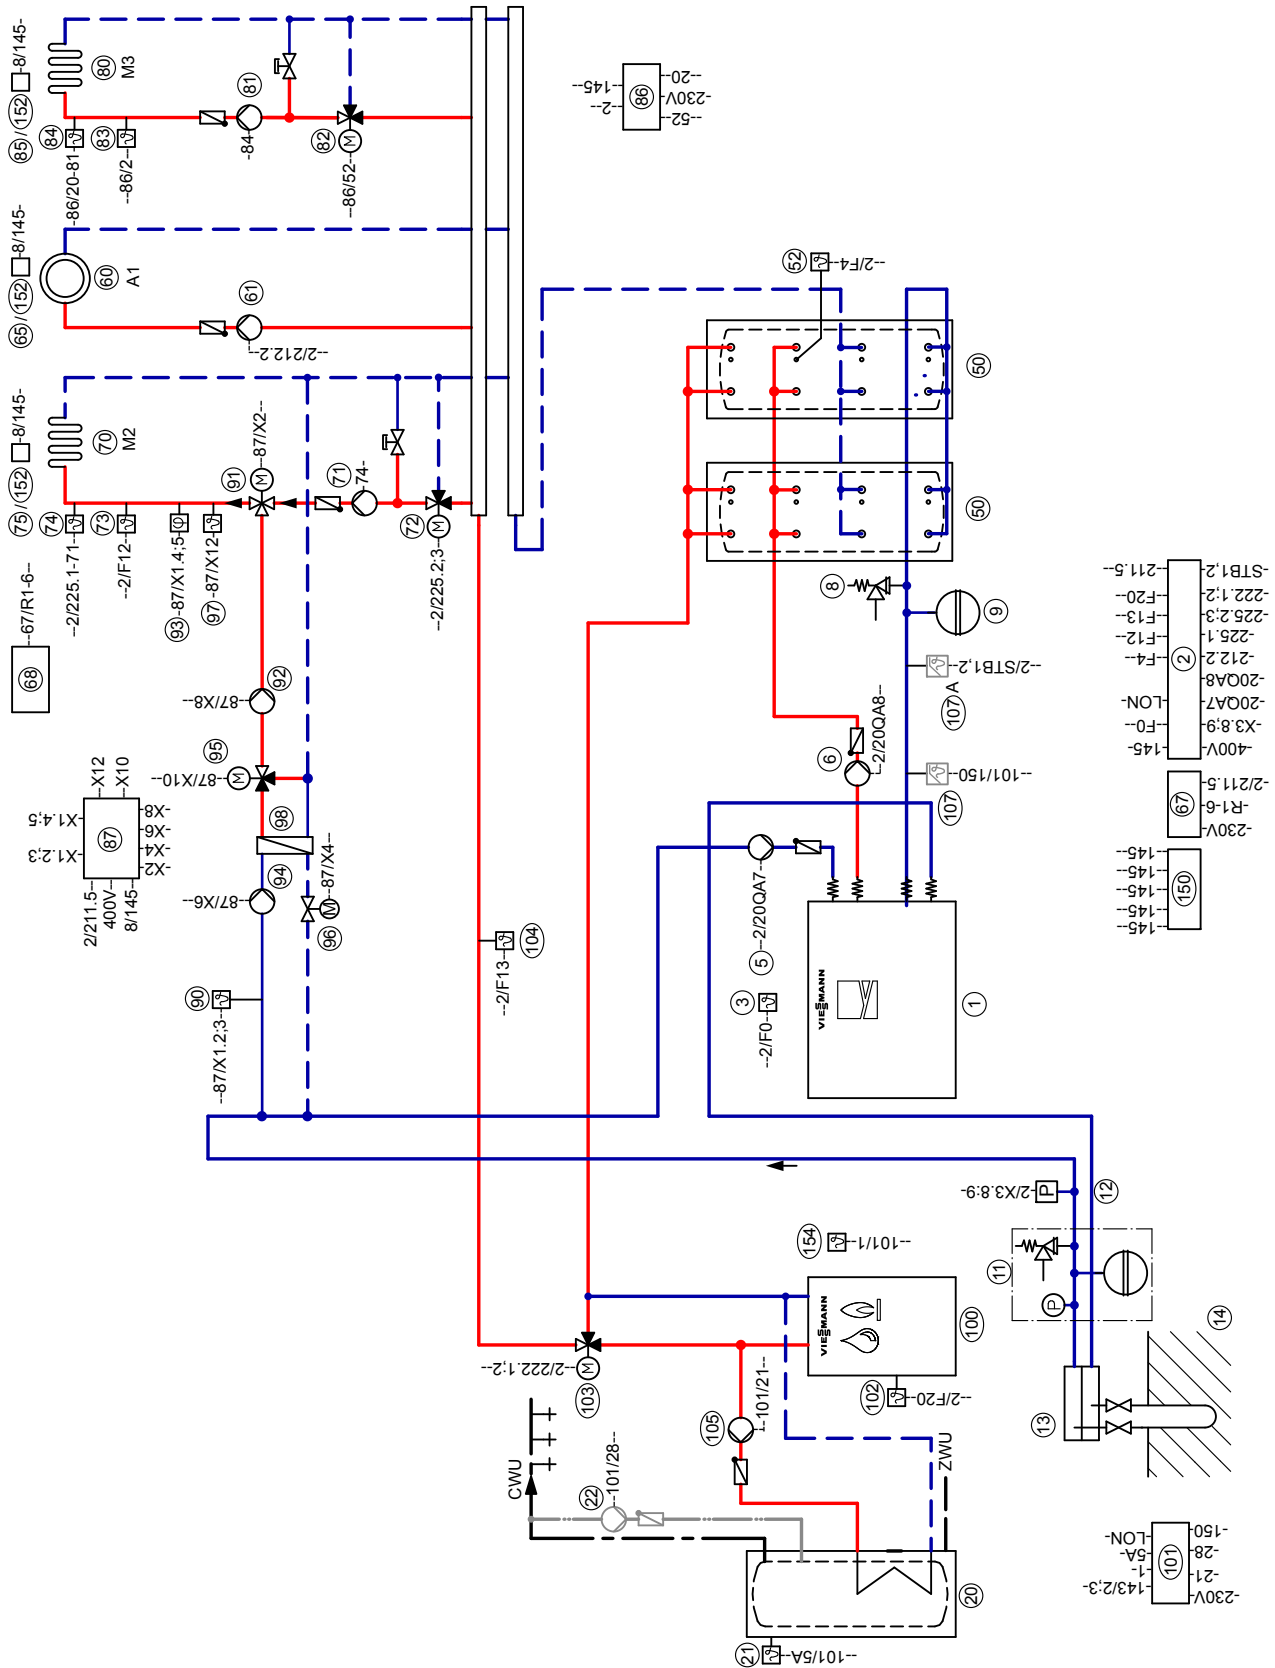 85/152 -8/145-
84
--86/20-81-
83
--86/2--
80
M3
81
-84-
82
M
--86/52--
86
--20--
--145--
-230V-
--2--
--52--
65/152 -8/145-
60
A1
61
--2/212.2--
75/152 -8/145-
74
--2/225.1-71--
73
--2/F12--
70
M2
93 -87/X1.4;5-
97 -87/X12-
91
M
-87/X2--
71
-74-
72
M
--2/225.2;3--
68
--67/R1-6--
92
-87/X8--
95
M
-87/X10--
98
94
-87/X6--
96
M
-87/X4--
90
--87/X1.2;3--
87
X1.4;5-
X1.2;3-
--X12
--X10
-X8-
-X6-
-X4-
-X2-
2/211.5--
400V--
8/145--
52
--2/F4--
50
50
8
9
--2/STB1,2--
107 A
--101/150--
107
6
--2/20QA8--
5 --2/20QA7--
3
--2/F0--
VIESMANN
1
104
--2/F13--
2
--211.5--
--F20--
--F13--
--F12--
--F4--
LON-
--F0--
145-
-STB1,2
-222.1;2-
-225.2;3-
-225.1-
-212.2-
-20QA8
-20QA7-
-X3.8;9-
-400V-
67
-2/211.5-
-R1-6-
-230V-
150
--145--
--145--
--145--
--145--
--145--
12
P
-2/X3.8:9-
11
P
13
14
154
--101/1--
VIESMANN
100
102
--2/F20--
103
M
--2/222.1;2--
105
--101/21--
CWU
22
--101/28--
ZWU
20
21
--101/5A--
101
LON-
5A-
-1-
-143/2;3-
-150-
-28-
-21-
-230V-